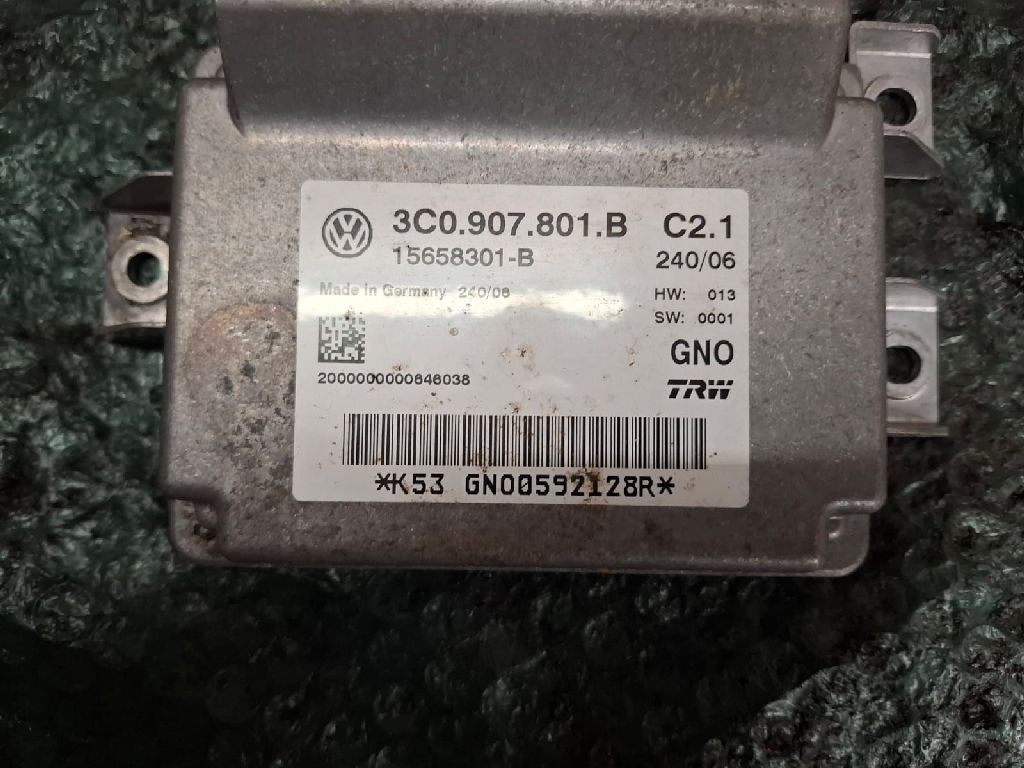 3C0.907.801.B C2.1
15658301-B 240/06
Made in Germany 240/06 HW: 013
SW: 0001
GNO
2000000000646038 TRW
*K53 GNO0592128R*